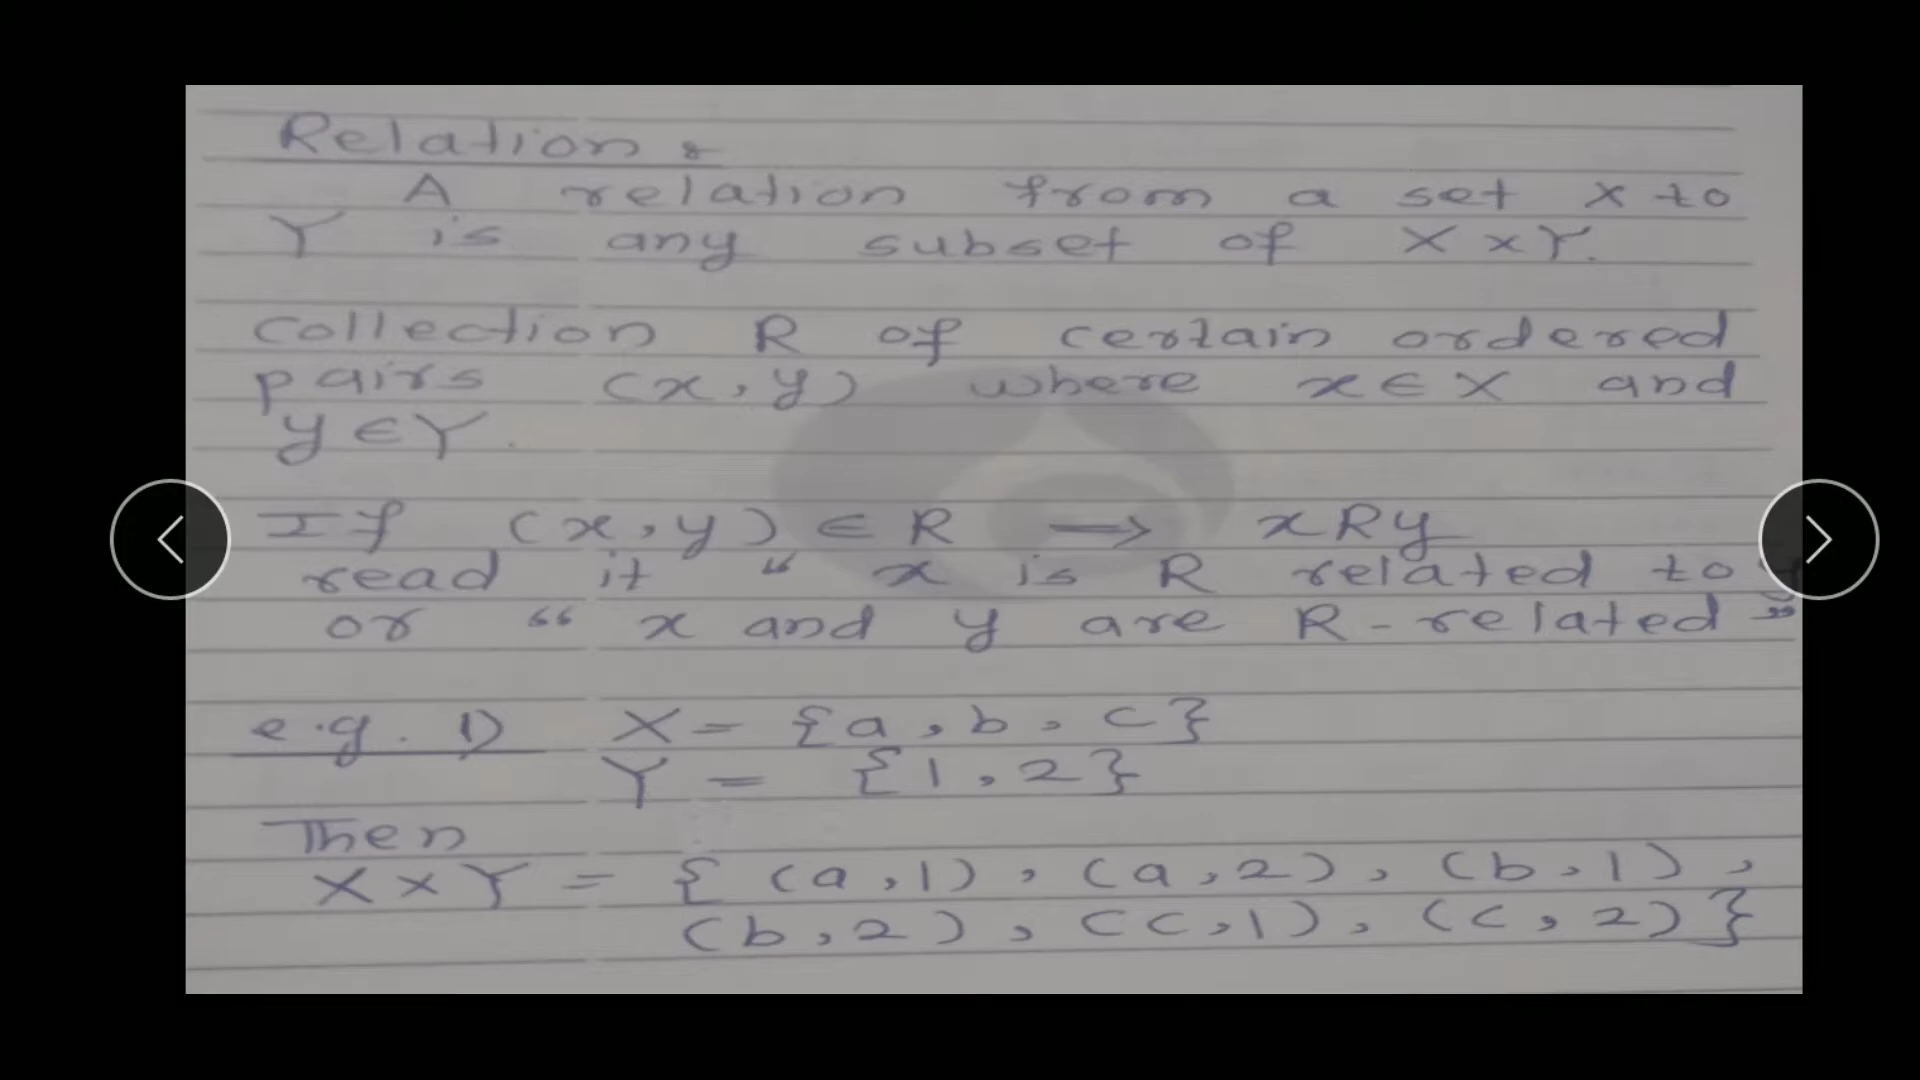 Relation :
A relation from a set X to
Y is any subset of X x Y.
collection R of certain ordered
pairs (x, y) where x ∈ X and
y ∈ Y.
If (x, y) ∈ R ⟶ x R y
read it “ x is R related to y
or “ x and y are R - related ”
e.g. 1) X = {a, b, c}
Y = {1, 2}
Then
X x Y = { (a, 1), (a, 2), (b, 1),
(b, 2), (c, 1), (c, 2) }